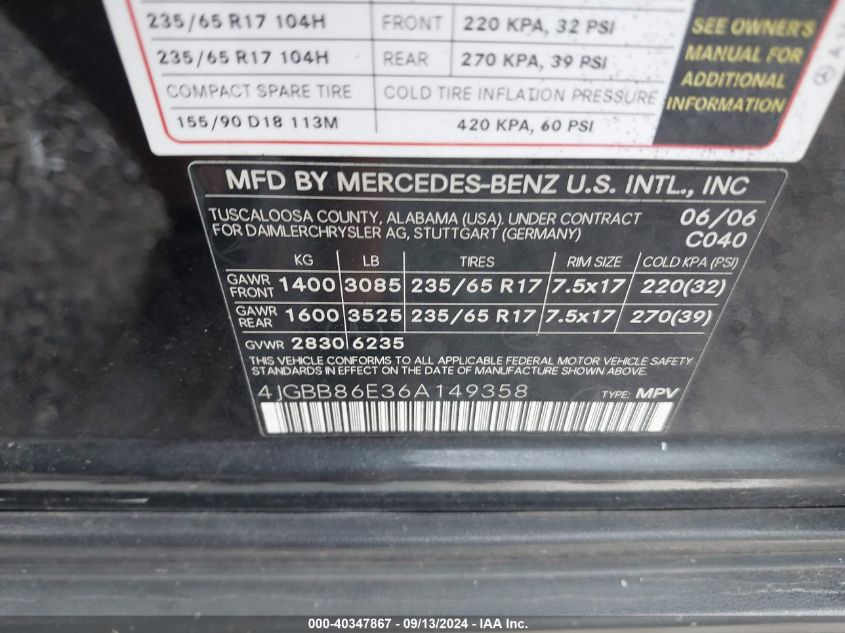 235/65 R17 104H FRONT 220 KPA, 32 PSI
235/65 R17 104H REAR 270 KPA, 39 PSI
COMPACT SPARE TIRE COLD TIRE INFLATION PRESSURE
155/90 D18 113M 420 KPA, 60 PSI
SEE OWNER'S
MANUAL FOR
ADDITIONAL
INFORMATION
MFD BY MERCEDES-BENZ U.S. INTL., INC
TUSCALOOSA COUNTY, ALABAMA (USA), UNDER CONTRACT 06/06
FOR DAIMLERCHRYSLER AG, STUTTGART (GERMANY) C040
KG LB TIRES RIM SIZE COLD KPA (PSI)
GAWR FRONT 1400 3085 235/65 R17 7.5x17 220(32)
GAWR REAR 1600 3525 235/65 R17 7.5x17 270(39)
GVWR 2830 6235
THIS VEHICLE CONFORMS TO ALL APPLICABLE FEDERAL MOTOR VEHICLE SAFETY
STANDARDS IN EFFECT ON THE DATE OF MANUFACTURE SHOWN ABOVE.
4JGBB86E36A149358 TYPE: MPV
000-40347867 - 09/13/2024 - IAA Inc.